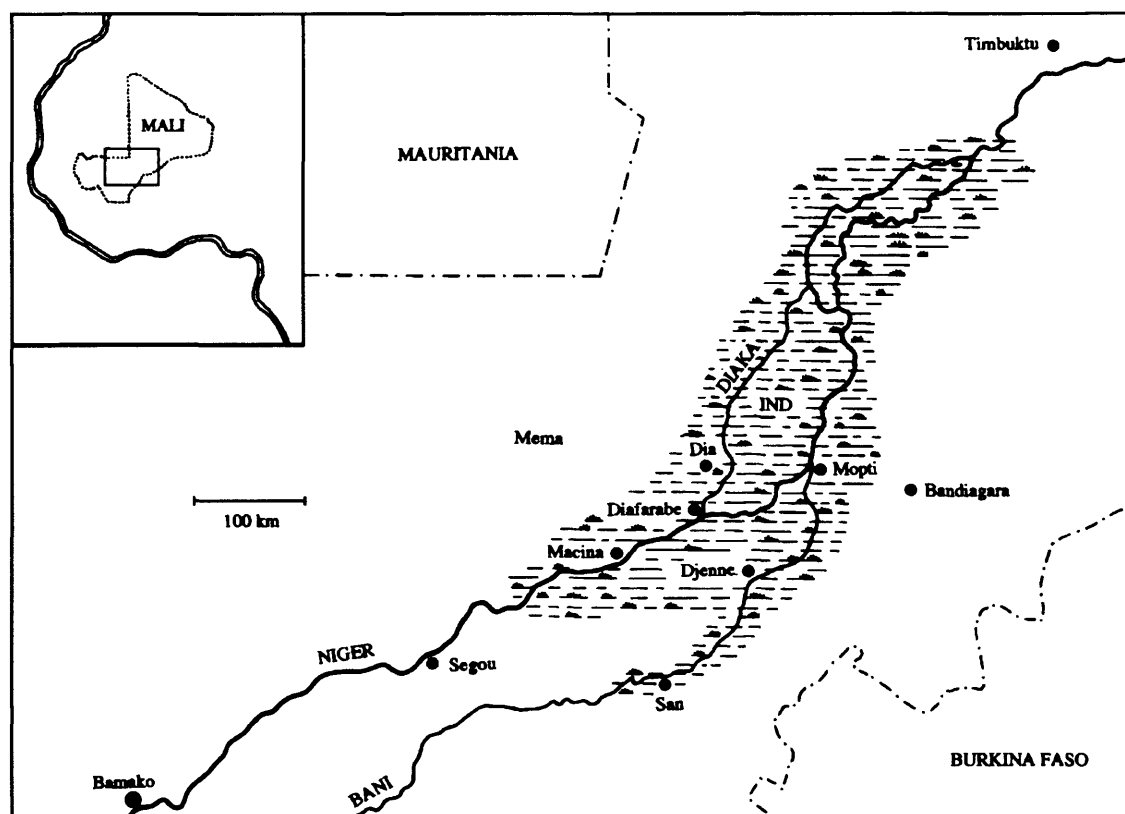 Timbuktu
MALI
MAURITANIA
DIAKA
IND
Mema
Dia
Mopti
Bandiagara
100 km
Diafarabe
Macina
Djenne
NIGER
Segou
San
BURKINA FASO
Bamako
BANI